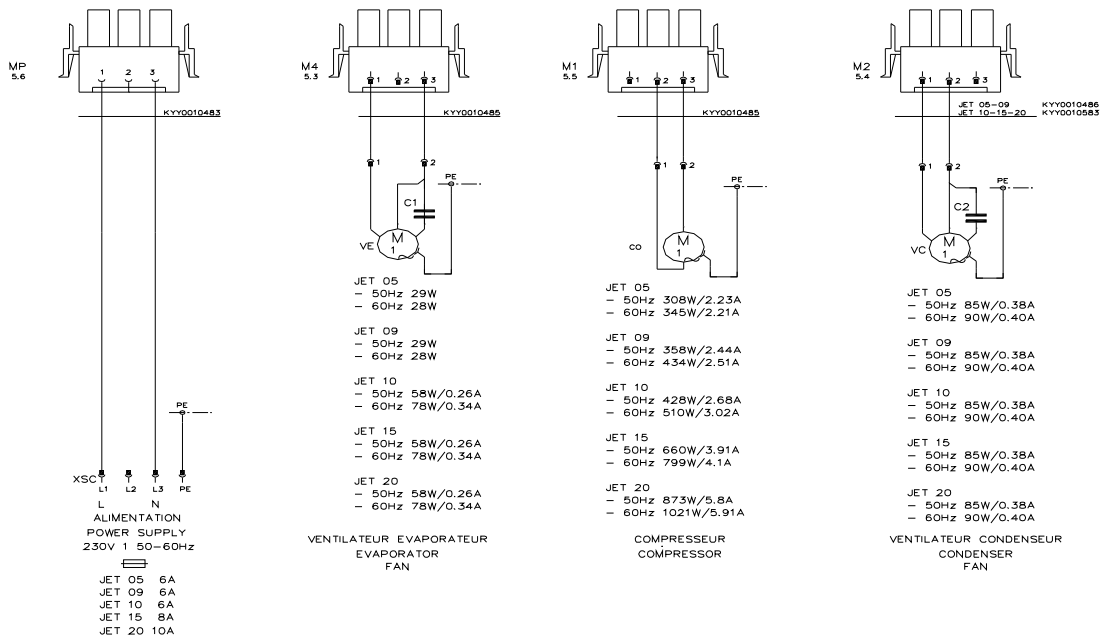 MP
5.6
1 2 3
KYY0010483
PE
XSC
L1 L2 L3 PE
L N
ALIMENTATION
POWER SUPPLY
230V 1 50-60Hz
JET 05 6A
JET 09 6A
JET 10 6A
JET 15 8A
JET 20 10A
M4
5.3
1 2 3
KYY0010485
1 2
PE
C1
VE
M
1
JET 05
- 50Hz 29W
- 60Hz 28W
JET 09
- 50Hz 29W
- 60Hz 28W
JET 10
- 50Hz 58W/0.26A
- 60Hz 78W/0.34A
JET 15
- 50Hz 58W/0.26A
- 60Hz 78W/0.34A
JET 20
- 50Hz 58W/0.26A
- 60Hz 78W/0.34A
VENTILATEUR EVAPORATEUR
EVAPORATOR
FAN
M1
5.5
1 2 3
KYY0010485
1 2
PE
CO
M
1
JET 05
- 50Hz 308W/2.23A
- 60Hz 345W/2.21A
JET 09
- 50Hz 358W/2.44A
- 60Hz 434W/2.51A
JET 10
- 50Hz 428W/2.68A
- 60Hz 510W/3.02A
JET 15
- 50Hz 660W/3.91A
- 60Hz 799W/4.1A
JET 20
- 50Hz 873W/5.8A
- 60Hz 1021W/5.91A
COMPRESSEUR
COMPRESSOR
M2
5.4
1 2 3
JET 05-09 KYY0010486
JET 10-15-20 KYY0010583
1 2
PE
C2
VC
M
1
JET 05
- 50Hz 85W/0.38A
- 60Hz 90W/0.40A
JET 09
- 50Hz 85W/0.38A
- 60Hz 90W/0.40A
JET 10
- 50Hz 85W/0.38A
- 60Hz 90W/0.40A
JET 15
- 50Hz 85W/0.38A
- 60Hz 90W/0.40A
JET 20
- 50Hz 85W/0.38A
- 60Hz 90W/0.40A
VENTILATEUR CONDENSEUR
CONDENSER
FAN